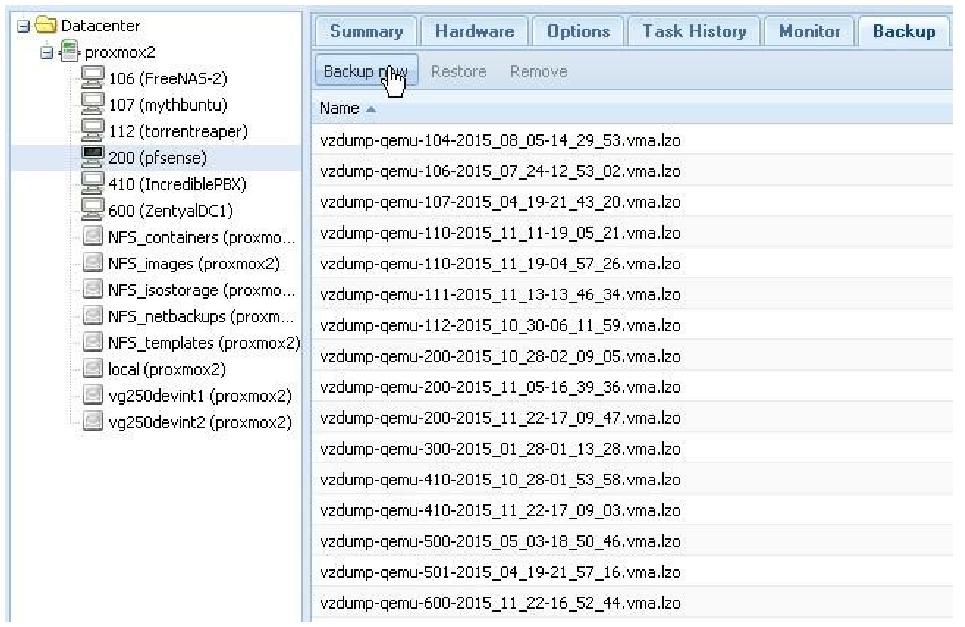 Datacenter
proxmox2
106 (FreeNAS-2)
107 (mythbuntu)
112 (torrentreaper)
200 (pfsense)
410 (IncrediblePBX)
600 (ZentyalDC1)
NFS_containers (proxmo...
NFS_images (proxmox2)
NFS_isostorage (proxmo...
NFS_netbackups (proxm...
NFS_templates (proxmox2)
local (proxmox2)
vg250devint1 (proxmox2)
vg250devint2 (proxmox2)
Summary Hardware Options Task History Monitor Backup
Backup now Restore Remove
Name
vzdump-qemu-104-2015_08_05-14_29_53.vma.lzo
vzdump-qemu-106-2015_07_24-12_53_02.vma.lzo
vzdump-qemu-107-2015_04_19-21_43_20.vma.lzo
vzdump-qemu-110-2015_11_11-19_05_21.vma.lzo
vzdump-qemu-110-2015_11_19-04_57_26.vma.lzo
vzdump-qemu-111-2015_11_13-13_46_34.vma.lzo
vzdump-qemu-112-2015_10_30-06_11_59.vma.lzo
vzdump-qemu-200-2015_10_28-02_09_05.vma.lzo
vzdump-qemu-200-2015_11_05-16_39_36.vma.lzo
vzdump-qemu-200-2015_11_22-17_09_47.vma.lzo
vzdump-qemu-300-2015_01_28-01_13_28.vma.lzo
vzdump-qemu-410-2015_10_28-01_53_58.vma.lzo
vzdump-qemu-410-2015_11_22-17_09_03.vma.lzo
vzdump-qemu-500-2015_05_03-18_50_46.vma.lzo
vzdump-qemu-501-2015_04_19-21_57_16.vma.lzo
vzdump-qemu-600-2015_11_22-16_52_44.vma.lzo